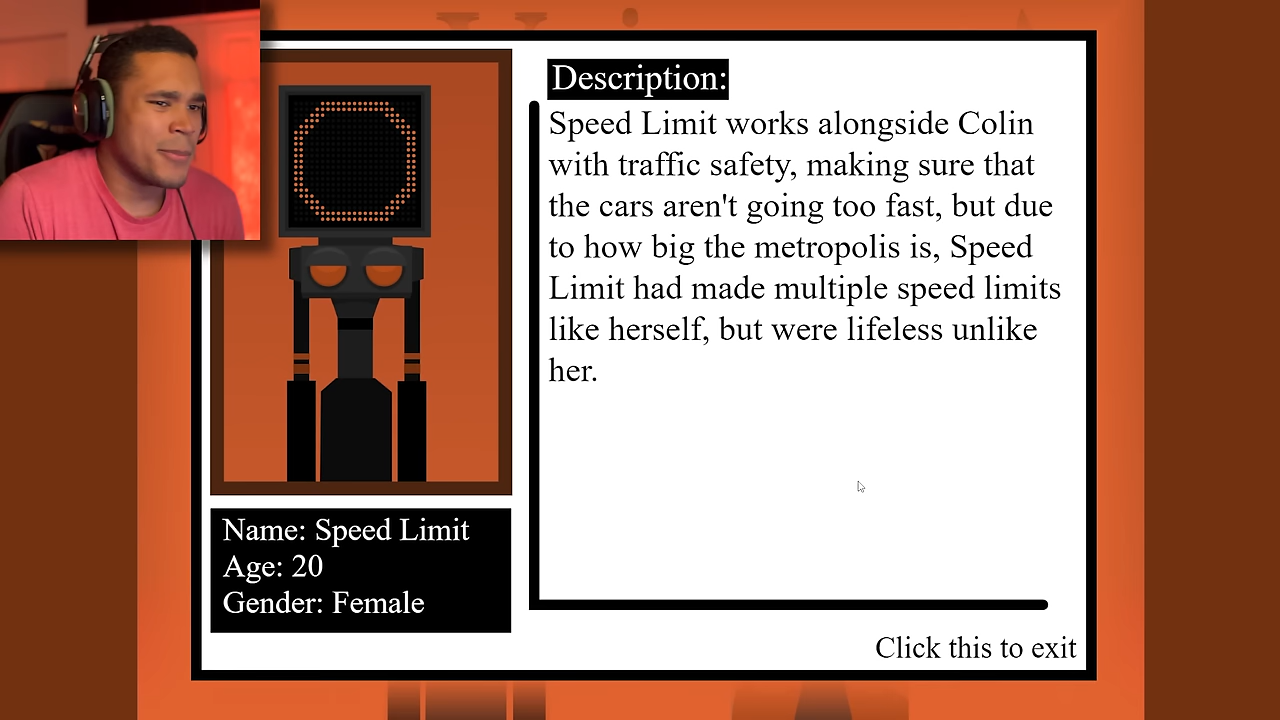 Description:
Speed Limit works alongside Colin
with traffic safety, making sure that
the cars aren't going too fast, but due
to how big the metropolis is, Speed
Limit had made multiple speed limits
like herself, but were lifeless unlike
her.
Name: Speed Limit
Age: 20
Gender: Female
Click this to exit